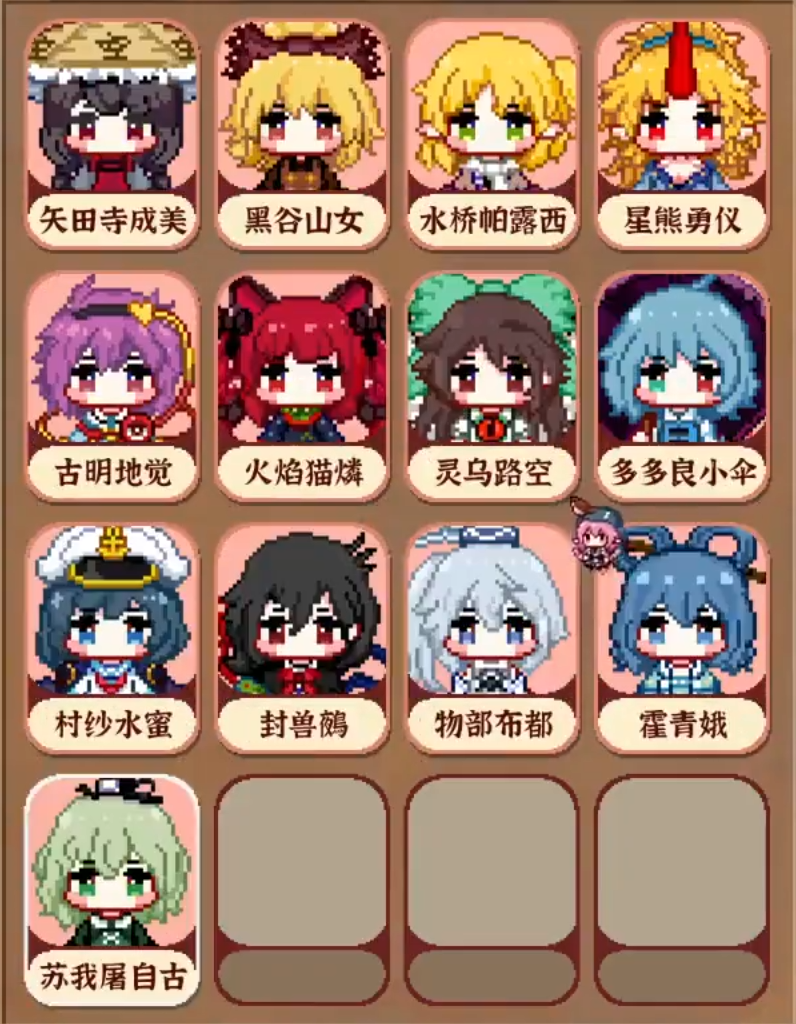 矢田寺成美
黑谷山女
水桥帕露西
星熊勇仪
古明地觉
火焰猫燐
灵乌路空
多多良小伞
村纱水蜜
封兽鵺
物部布都
霍青娥
苏我屠自古